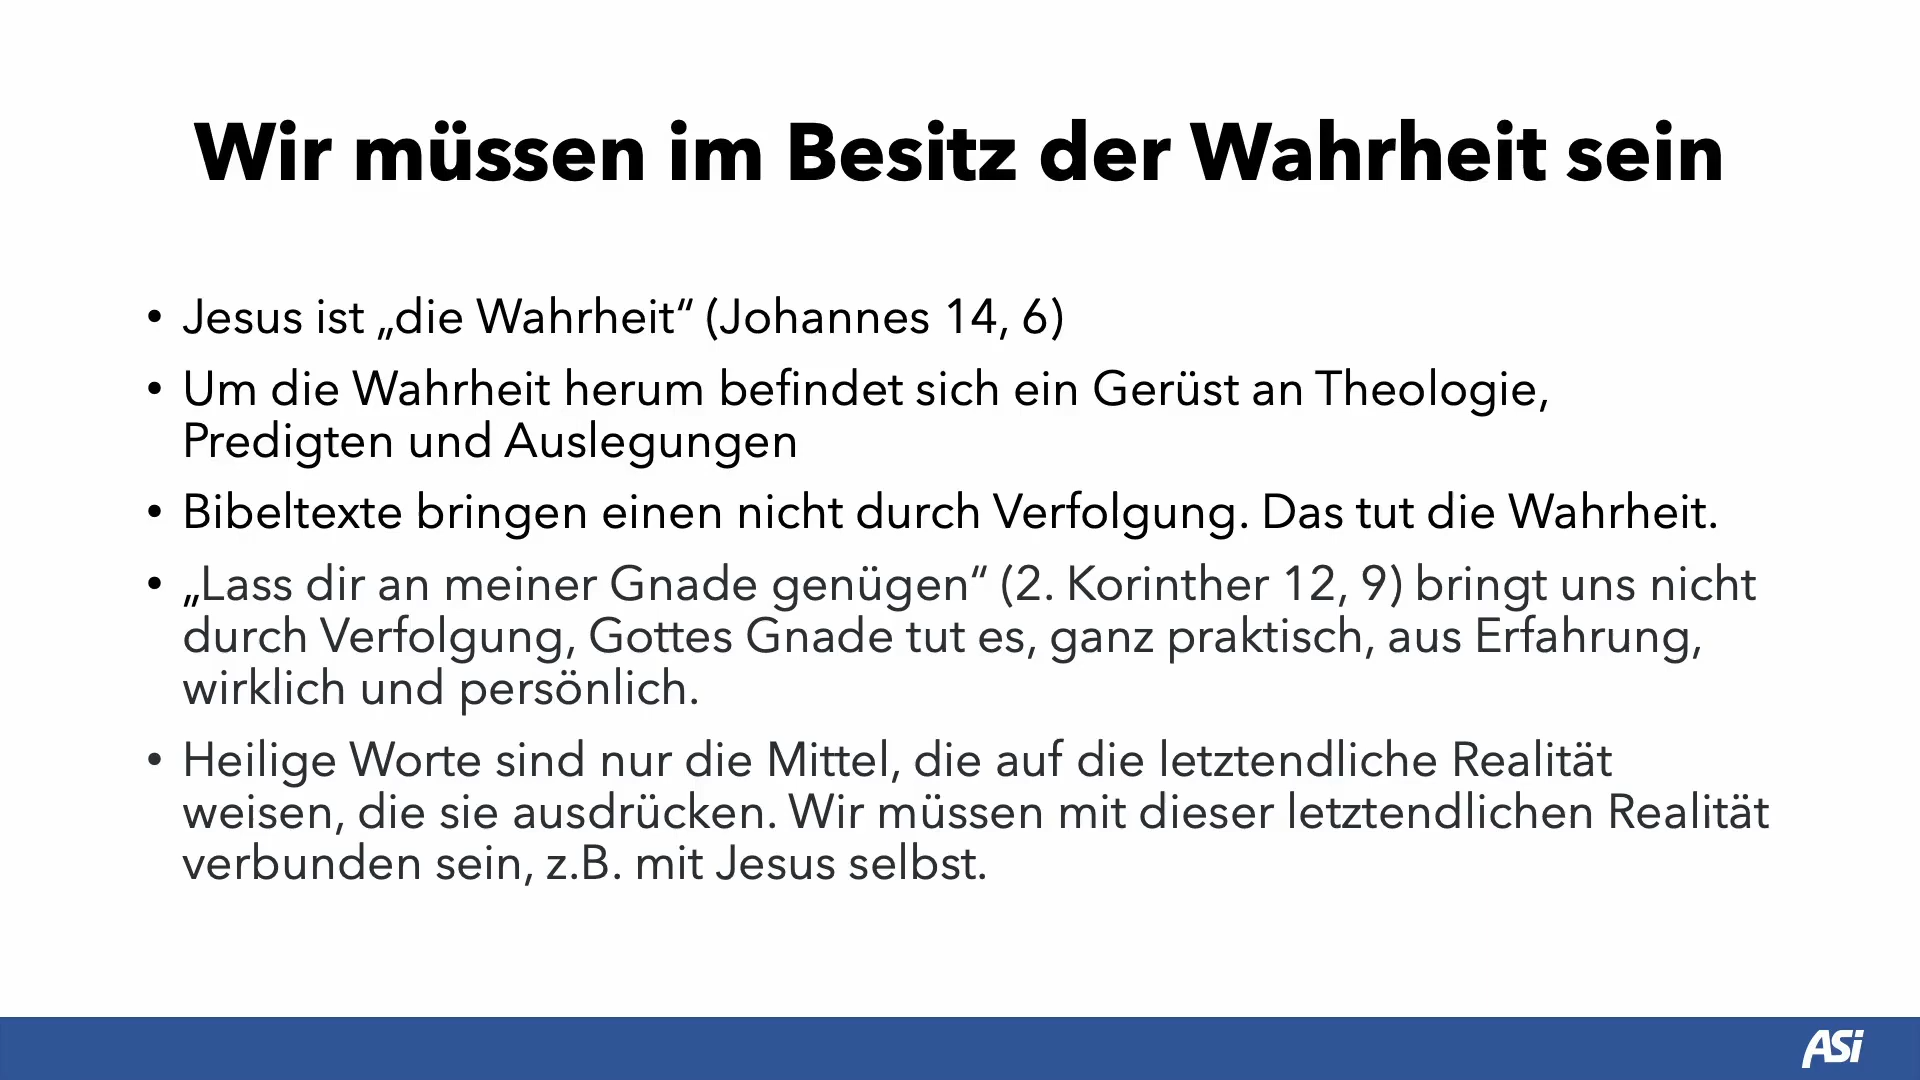 Wir müssen im Besitz der Wahrheit sein
• Jesus ist „die Wahrheit“ (Johannes 14, 6)
• Um die Wahrheit herum befindet sich ein Gerüst an Theologie,
Predigten und Auslegungen
• Bibeltexte bringen einen nicht durch Verfolgung. Das tut die Wahrheit.
• „Lass dir an meiner Gnade genügen“ (2. Korinther 12, 9) bringt uns nicht
durch Verfolgung, Gottes Gnade tut es, ganz praktisch, aus Erfahrung,
wirklich und persönlich.
• Heilige Worte sind nur die Mittel, die auf die letztendliche Realität
weisen, die sie ausdrücken. Wir müssen mit dieser letztendlichen Realität
verbunden sein, z.B. mit Jesus selbst.
ASi